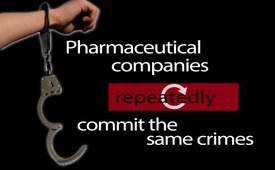 Pharmaceutical
companies
repeatedly
commit the
same crimes